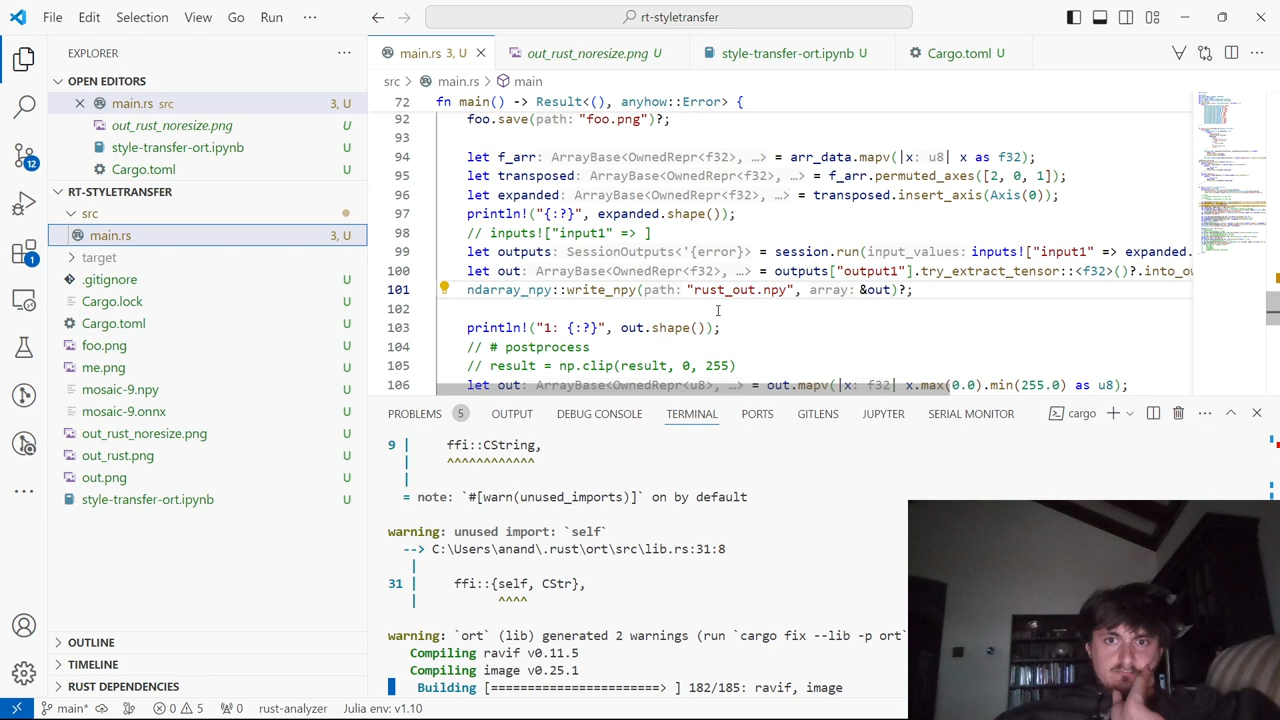 File Edit Selection View Go Run ··· rt-styletransfer
EXPLORER
OPEN EDITORS
main.rs src 3, U
out_rust_noresize.png U
style-transfer-ort.ipynb U
Cargo.toml U
RT-STYLETRANSFER
src
main.rs 3, U
target
.gitignore U
Cargo.lock U
Cargo.toml U
foo.png U
me.png U
mosaic-9.npy U
mosaic-9.onnx U
out_rust_noresize.png U
out_rust.png U
out.png U
style-transfer-ort.ipynb U
OUTLINE
TIMELINE
RUST DEPENDENCIES
12
1
main.rs 3, U out_rust_noresize.png U style-transfer-ort.ipynb U Cargo.toml U
src > main.rs > main
72 fn main() -> Result<(), anyhow::Error> {
92 foo.save(path: "foo.png")?;
93
94 ArrayBase<OwnedRepr<f32>, …> = arr_data.mapv(|x: u8| x as f32);
95 ArrayBase<OwnedRepr<f32>, …> = f_arr.permuted_axes([2, 0, 1]);
96 ArrayBase<OwnedRepr<f32>, …> = transposed.insert_axis(Axis(0));
97 println!("{:?}", expanded.shape());
98 // inputs!["input1" => ]
99 let outputs: SessionOutputs<'_> {error} = session.run(input_values: inputs!["input1" => expanded.
100 let out: ArrayBase<OwnedRepr<f32>, …> = outputs["output1"].try_extract_tensor::<f32>()?.into_ow
101 ndarray_npy::write_npy(path: "rust_out.npy", array: &out)?;
102
103 println!("1: {:?}", out.shape());
104 // # postprocess
105 // result = np.clip(result, 0, 255)
106 let out: ArrayBase<OwnedRepr<u8>, …> = out.mapv(|x: f32| x.max(0.0).min(255.0) as u8);
PROBLEMS 5 OUTPUT DEBUG CONSOLE TERMINAL PORTS GITLENS JUPYTER SERIAL MONITOR cargo
9 | ffi::CString,
| ^^^^^^^^^^^^
|
= note: `#[warn(unused_imports)]` on by default
warning: unused import: `self`
--> C:\Users\anand\.rust\ort\src\lib.rs:31:8
|
31 | ffi::{self, CStr},
| ^^^^
warning: `ort` (lib) generated 2 warnings (run `cargo fix --lib -p ort`
Compiling ravif v0.11.5
Compiling image v0.25.1
Building [=======================> ] 182/185: ravif, image
main* 0 5 0 rust-analyzer Julia env: v1.10